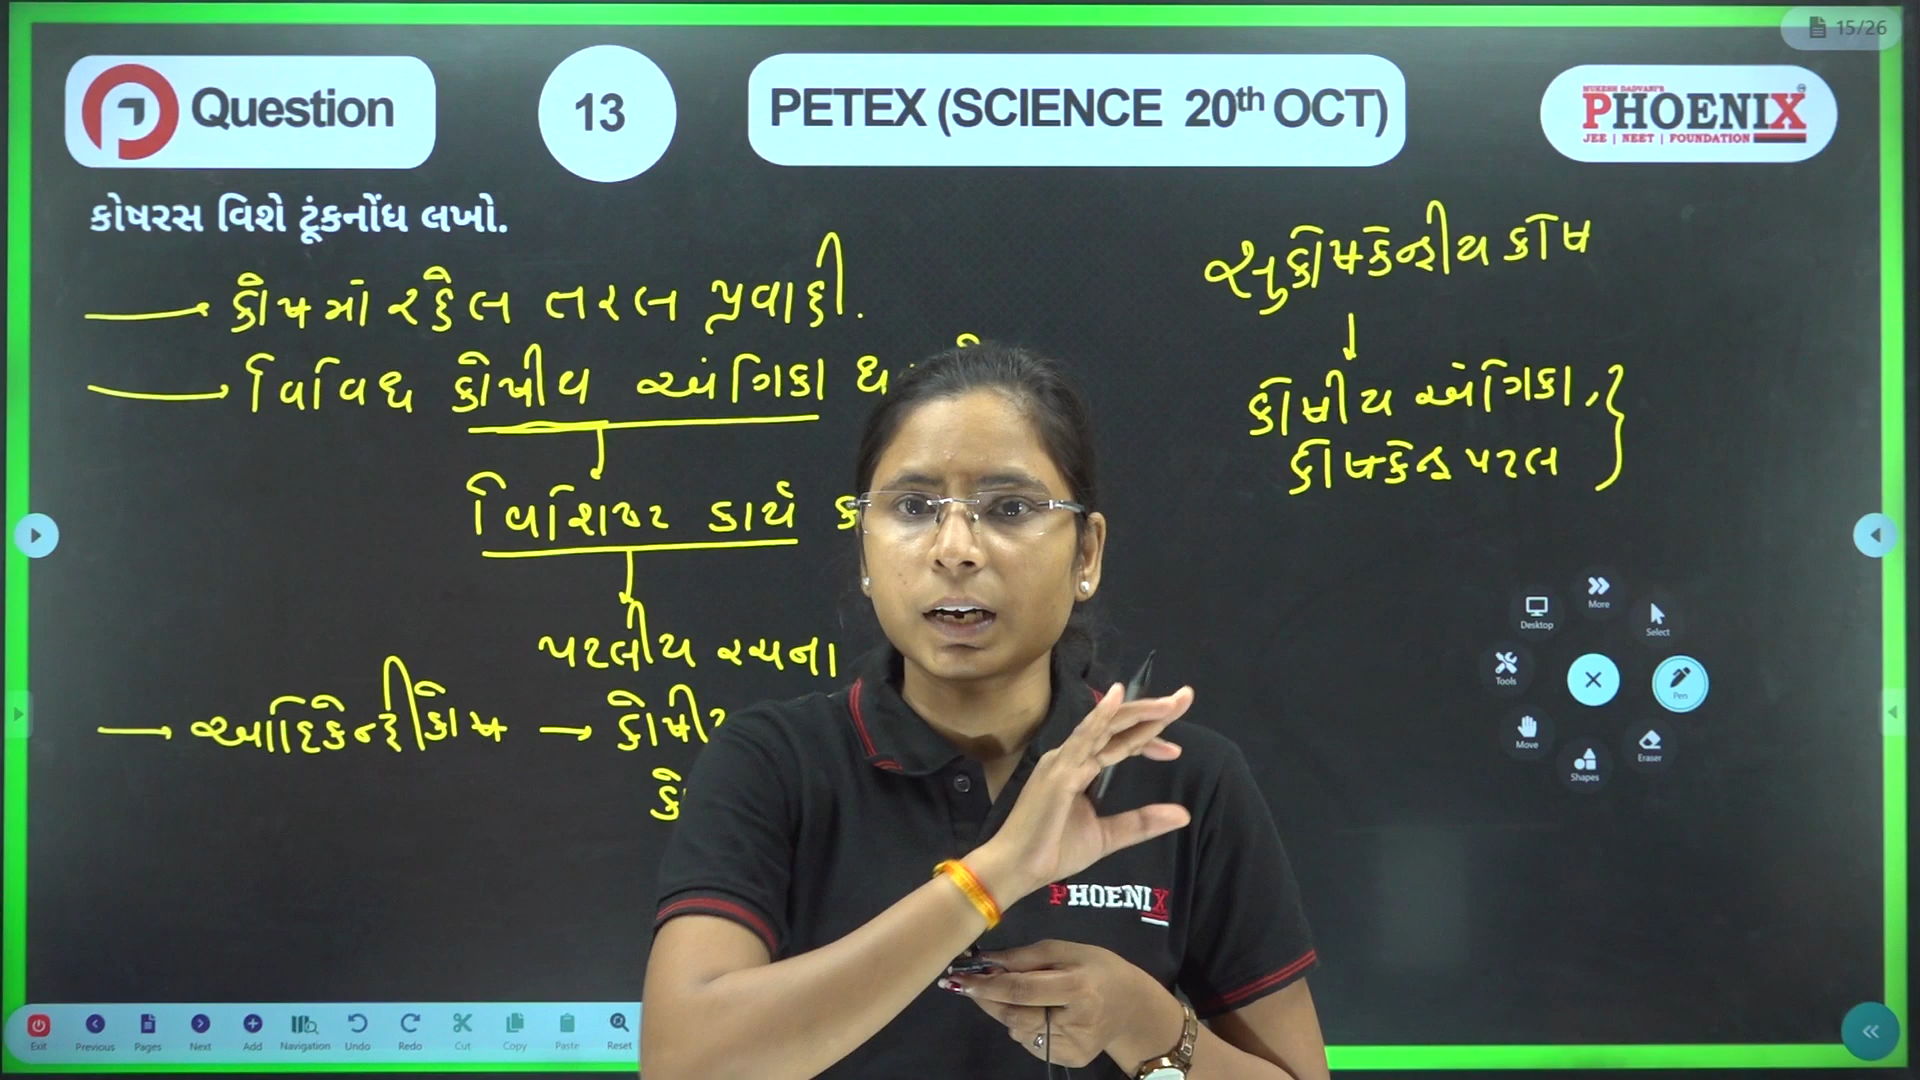 15/26
Question
13
PETEX (SCIENCE 20th OCT)
MUKESH DADVANI'S
PHOENIX
JEE | NEET | FOUNDATION
કોષરસ વિશે ટૂંકનોંધ લખો.
→ કોષમાં રહેલ તરલ પ્રવાહી.
→ વિવિધ કોષીય અંગિકા ધ
વિશિષ્ટ કાર્ય ક
પટલીય રચના
→ આદિકેન્દ્રીકોષ → કોષીય
કે
સુકોષકેન્દ્રીય કોષ
↓
કોષીય અંગિકા,
કોષકેન્દ્રપટલ
More
Desktop
Select
Tools
Pen
Move
Eraser
Shapes
PHOENIX
Exit Previous Pages Next Add Navigation Undo Redo Cut Copy Paste Reset